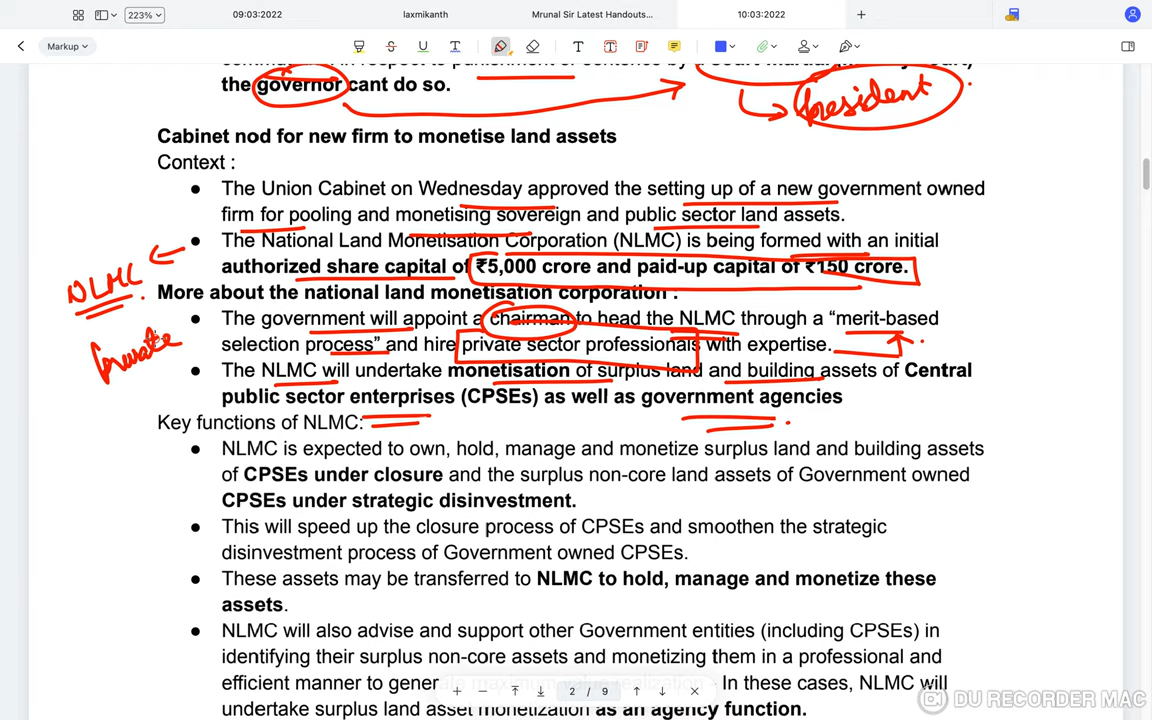 223%
09:03:2022
laxmikanth
Mrunal Sir Latest Handouts...
10:03:2022
Markup
the governor cant do so.
president
Cabinet nod for new firm to monetise land assets
Context :
● The Union Cabinet on Wednesday approved the setting up of a new government owned
firm for pooling and monetising sovereign and public sector land assets.
● The National Land Monetisation Corporation (NLMC) is being formed with an initial
authorized share capital of ₹5,000 crore and paid-up capital of ₹150 crore.
NLMC
More about the national land monetisation corporation :
● The government will appoint a chairman to head the NLMC through a “merit-based
selection process” and hire private sector professionals with expertise.
private
● The NLMC will undertake monetisation of surplus land and building assets of Central
public sector enterprises (CPSEs) as well as government agencies
Key functions of NLMC:
● NLMC is expected to own, hold, manage and monetize surplus land and building assets
of CPSEs under closure and the surplus non-core land assets of Government owned
CPSEs under strategic disinvestment.
● This will speed up the closure process of CPSEs and smoothen the strategic
disinvestment process of Government owned CPSEs.
● These assets may be transferred to NLMC to hold, manage and monetize these
assets.
● NLMC will also advise and support other Government entities (including CPSEs) in
identifying their surplus non-core assets and monetizing them in a professional and
efficient manner to generate In these cases, NLMC will
undertake surplus land asset monetization as an agency function.
2 / 9
DU RECORDER MAC